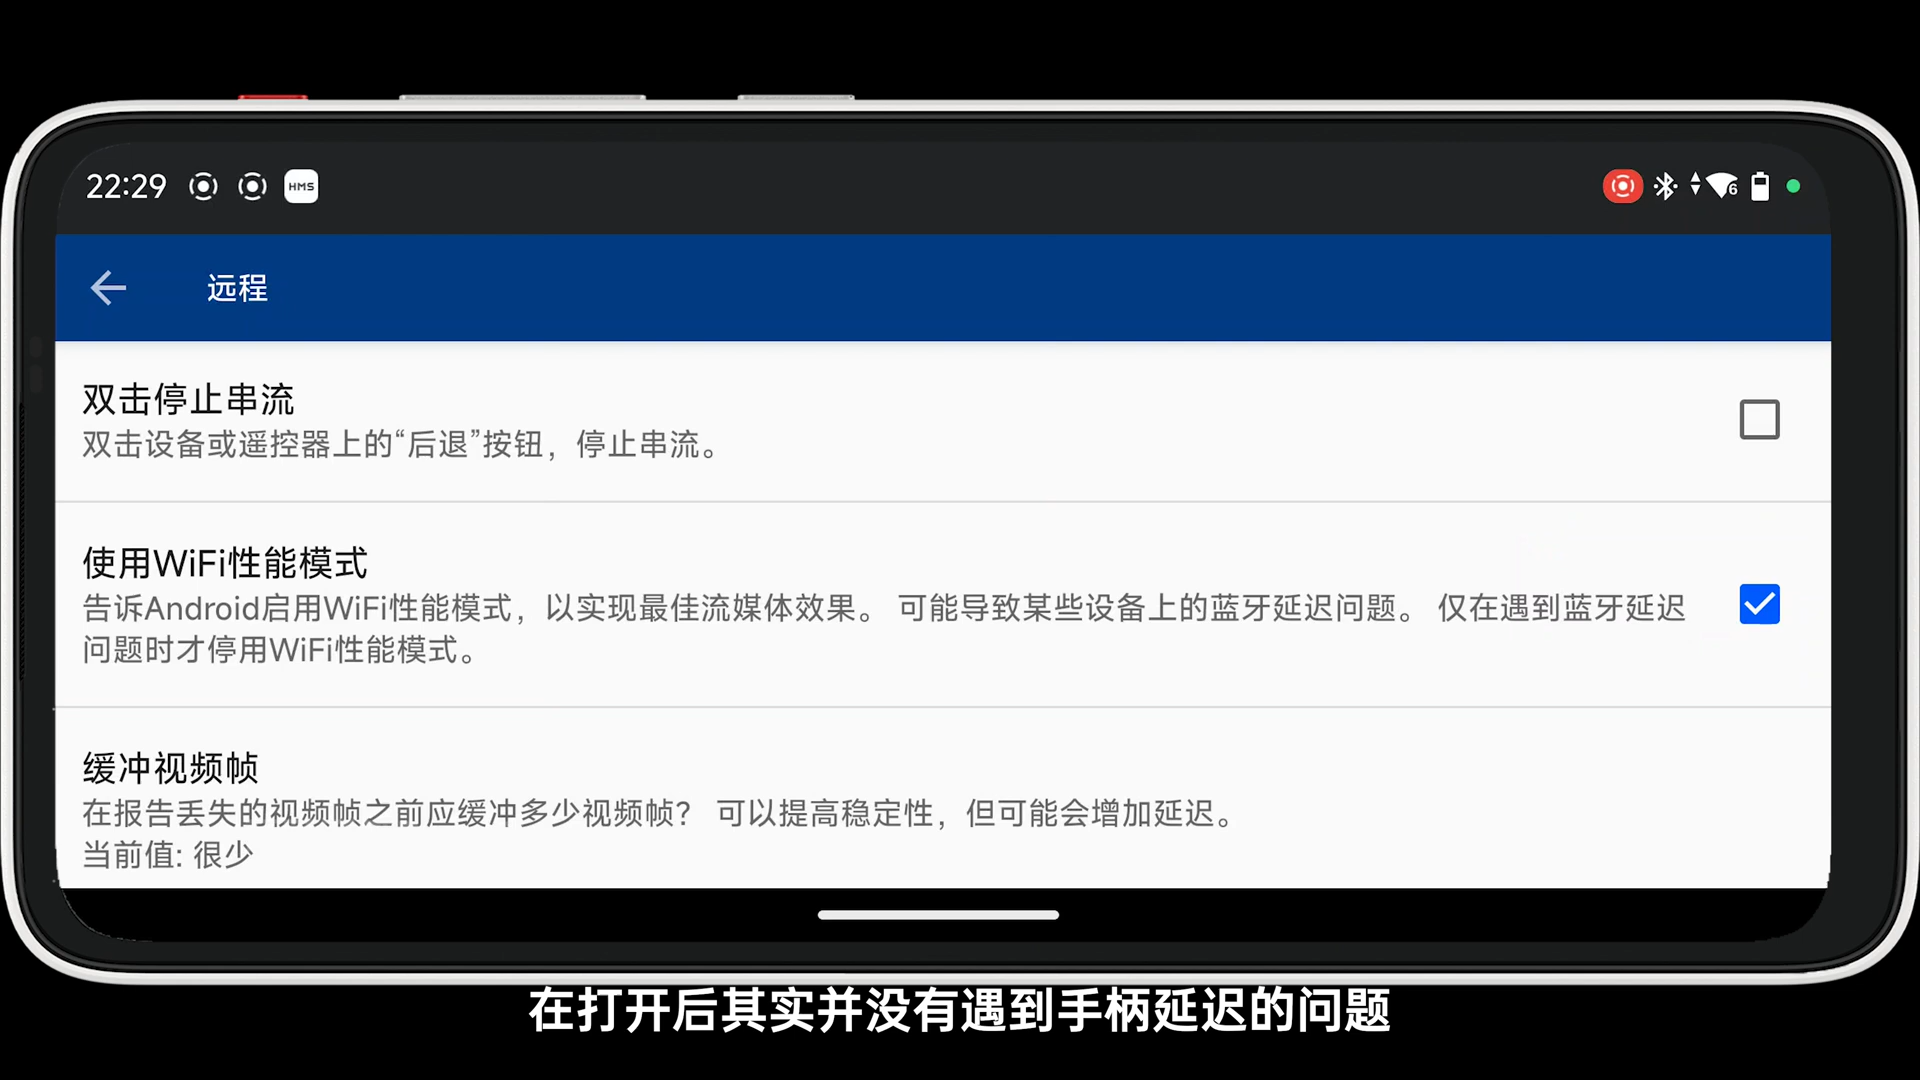 22:29
HMS
6
远程
双击停止串流
双击设备或遥控器上的“后退”按钮，停止串流。
使用WiFi性能模式
告诉Android启用WiFi性能模式，以实现最佳流媒体效果。 可能导致某些设备上的蓝牙延迟问题。 仅在遇到蓝牙延迟
问题时才停用WiFi性能模式。
缓冲视频帧
在报告丢失的视频帧之前应缓冲多少视频帧？ 可以提高稳定性，但可能会增加延迟。
当前值: 很少
在打开后其实并没有遇到手柄延迟的问题